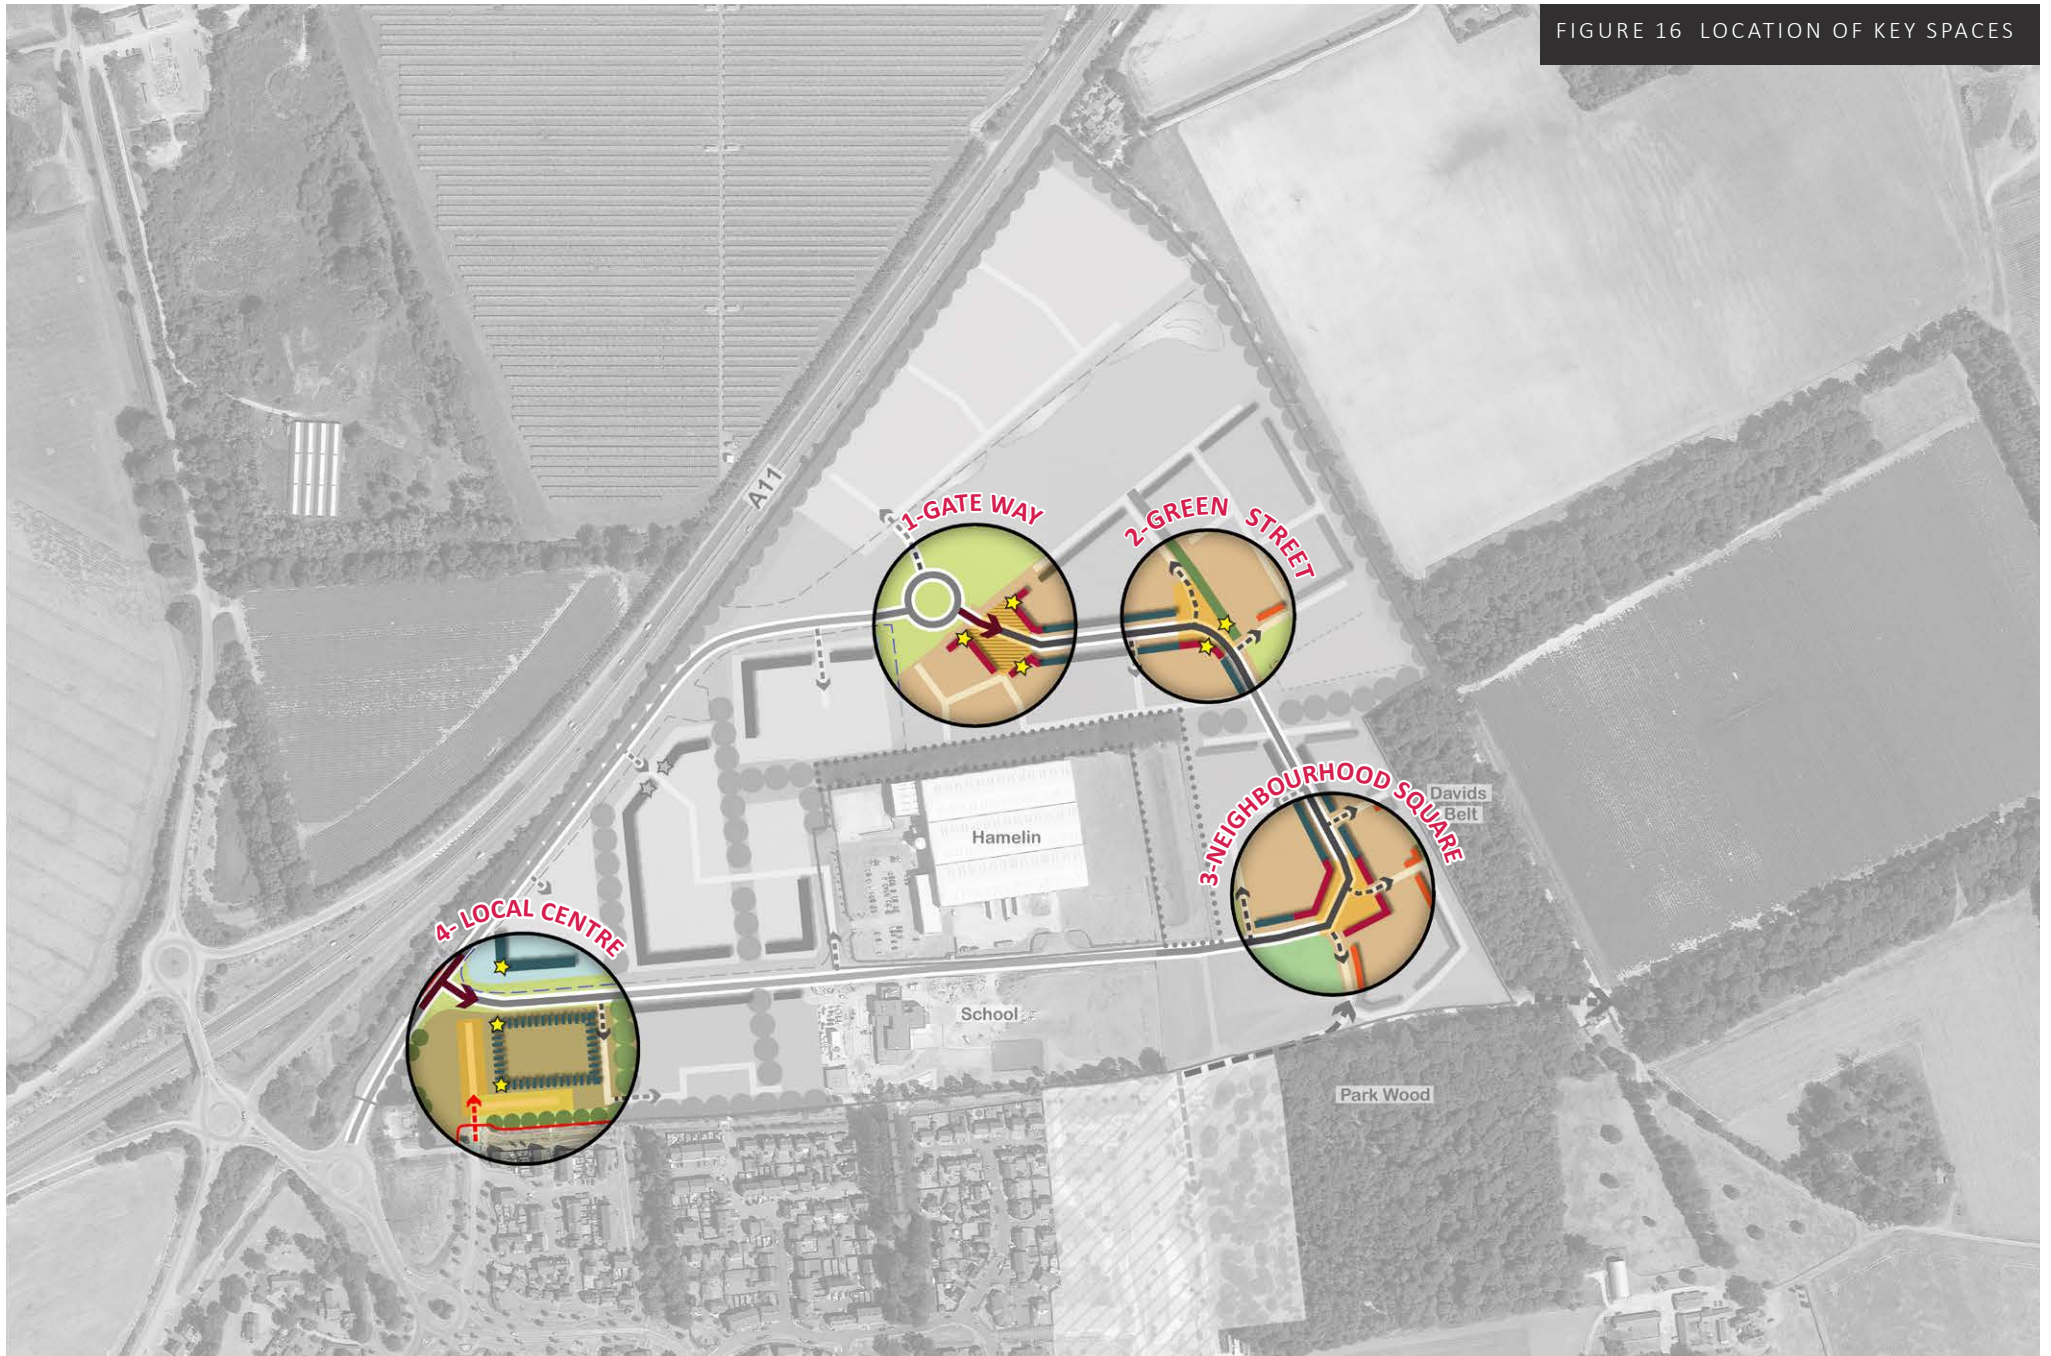 FIGURE 16 LOCATION OF KEY SPACES
A11
1-GATE WAY
2-GREEN STREET
3-NEIGHBOURHOOD SQUARE
Davids
Belt
Hamelin
4- LOCAL CENTRE
School
Park Wood